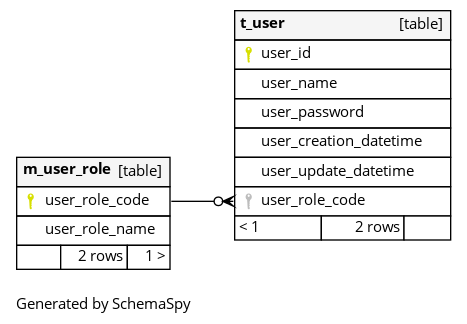 t_user [table]
user_id
user_name
user_password
user_creation_datetime
user_update_datetime
user_role_code
< 1 2 rows
m_user_role [table]
user_role_code
user_role_name
2 rows 1 >
Generated by SchemaSpy